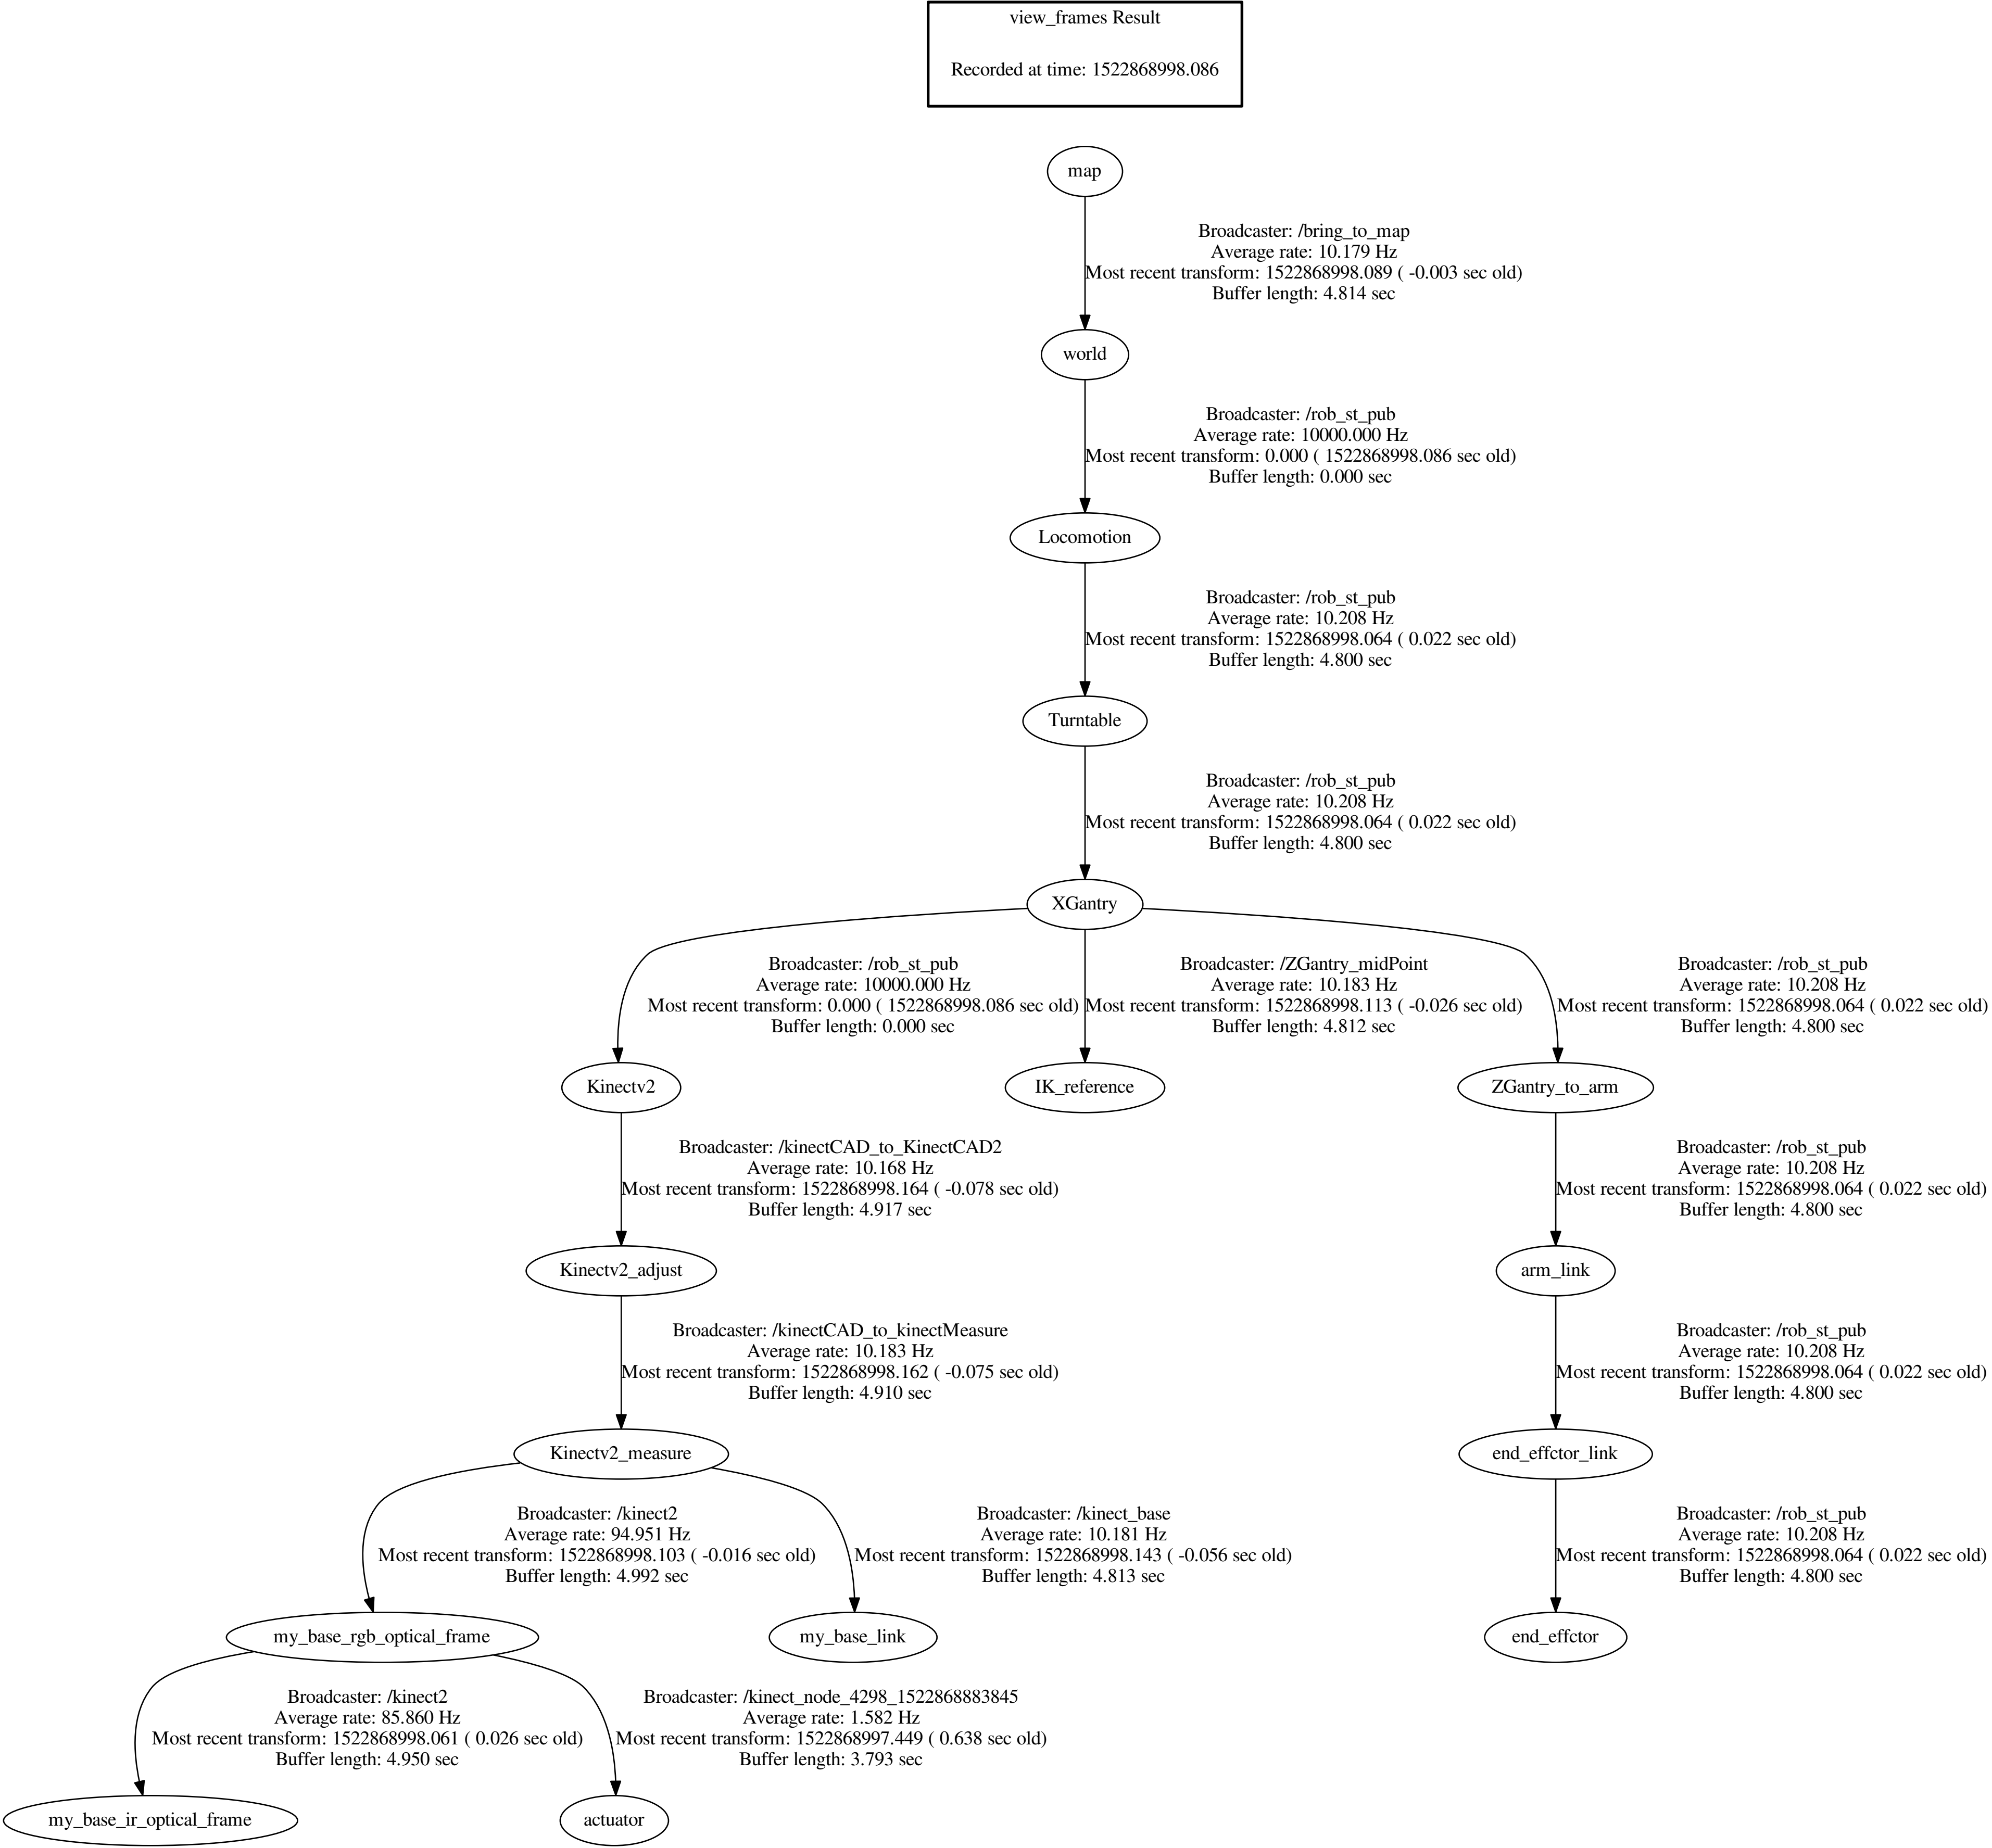 view_frames Result
Recorded at time: 1522868998.086
map
Broadcaster: /bring_to_map
Average rate: 10.179 Hz
Most recent transform: 1522868998.089 ( -0.003 sec old)
Buffer length: 4.814 sec
world
Broadcaster: /rob_st_pub
Average rate: 10000.000 Hz
Most recent transform: 0.000 ( 1522868998.086 sec old)
Buffer length: 0.000 sec
Locomotion
Broadcaster: /rob_st_pub
Average rate: 10.208 Hz
Most recent transform: 1522868998.064 ( 0.022 sec old)
Buffer length: 4.800 sec
Turntable
Broadcaster: /rob_st_pub
Average rate: 10.208 Hz
Most recent transform: 1522868998.064 ( 0.022 sec old)
Buffer length: 4.800 sec
XGantry
Broadcaster: /rob_st_pub
Average rate: 10000.000 Hz
Most recent transform: 0.000 ( 1522868998.086 sec old)
Buffer length: 0.000 sec
Broadcaster: /ZGantry_midPoint
Average rate: 10.183 Hz
Most recent transform: 1522868998.113 ( -0.026 sec old)
Buffer length: 4.812 sec
Broadcaster: /rob_st_pub
Average rate: 10.208 Hz
Most recent transform: 1522868998.064 ( 0.022 sec old)
Buffer length: 4.800 sec
Kinectv2
IK_reference
ZGantry_to_arm
Broadcaster: /kinectCAD_to_KinectCAD2
Average rate: 10.168 Hz
Most recent transform: 1522868998.164 ( -0.078 sec old)
Buffer length: 4.917 sec
Broadcaster: /rob_st_pub
Average rate: 10.208 Hz
Most recent transform: 1522868998.064 ( 0.022 sec old)
Buffer length: 4.800 sec
Kinectv2_adjust
arm_link
Broadcaster: /kinectCAD_to_kinectMeasure
Average rate: 10.183 Hz
Most recent transform: 1522868998.162 ( -0.075 sec old)
Buffer length: 4.910 sec
Broadcaster: /rob_st_pub
Average rate: 10.208 Hz
Most recent transform: 1522868998.064 ( 0.022 sec old)
Buffer length: 4.800 sec
Kinectv2_measure
end_effctor_link
Broadcaster: /kinect2
Average rate: 94.951 Hz
Most recent transform: 1522868998.103 ( -0.016 sec old)
Buffer length: 4.992 sec
Broadcaster: /kinect_base
Average rate: 10.181 Hz
Most recent transform: 1522868998.143 ( -0.056 sec old)
Buffer length: 4.813 sec
Broadcaster: /rob_st_pub
Average rate: 10.208 Hz
Most recent transform: 1522868998.064 ( 0.022 sec old)
Buffer length: 4.800 sec
my_base_rgb_optical_frame
my_base_link
end_effctor
Broadcaster: /kinect2
Average rate: 85.860 Hz
Most recent transform: 1522868998.061 ( 0.026 sec old)
Buffer length: 4.950 sec
Broadcaster: /kinect_node_4298_1522868883845
Average rate: 1.582 Hz
Most recent transform: 1522868997.449 ( 0.638 sec old)
Buffer length: 3.793 sec
my_base_ir_optical_frame
actuator